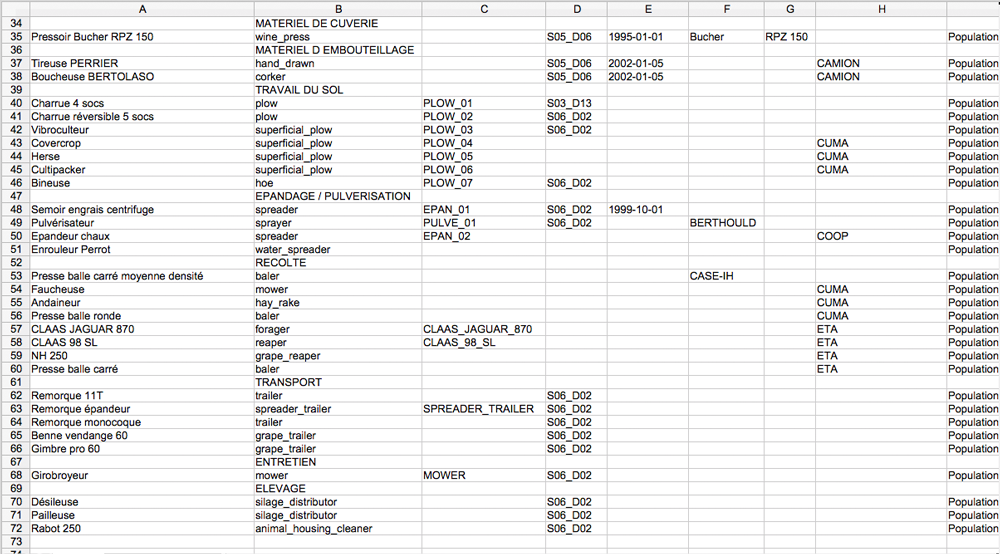 A B C D E F G H
34 MATERIEL DE CUVERIE
35 Pressoir Bucher RPZ 150 wine_press S05_D06 1995-01-01 Bucher RPZ 150 Population
36 MATERIEL D EMBOUTEILLAGE
37 Tireuse PERRIER hand_drawn S05_D06 2002-01-05 CAMION Population
38 Boucheuse BERTOLASO corker S05_D06 2002-01-05 CAMION Population
39 TRAVAIL DU SOL
40 Charrue 4 socs plow PLOW_01 S03_D13 Population
41 Charrue réversible 5 socs plow PLOW_02 S06_D02 Population
42 Vibroculteur superficial_plow PLOW_03 S06_D02 Population
43 Covercrop superficial_plow PLOW_04 CUMA Population
44 Herse superficial_plow PLOW_05 CUMA Population
45 Cultipacker superficial_plow PLOW_06 CUMA Population
46 Bineuse hoe PLOW_07 S06_D02 Population
47 EPANDAGE / PULVERISATION
48 Semoir engrais centrifuge spreader EPAN_01 S06_D02 1999-10-01 Population
49 Pulvérisateur sprayer PULVE_01 S06_D02 BERTHOULD Population
50 Epandeur chaux spreader EPAN_02 COOP Population
51 Enrouleur Perrot water_spreader Population
52 RECOLTE
53 Presse balle carré moyenne densité baler CASE-IH Population
54 Faucheuse mower CUMA Population
55 Andaineur hay_rake CUMA Population
56 Presse balle ronde baler CUMA Population
57 CLAAS JAGUAR 870 forager CLAAS_JAGUAR_870 ETA Population
58 CLAAS 98 SL reaper CLAAS_98_SL ETA Population
59 NH 250 grape_reaper ETA Population
60 Presse balle carré baler ETA Population
61 TRANSPORT
62 Remorque 11T trailer S06_D02 Population
63 Remorque épandeur spreader_trailer SPREADER_TRAILER S06_D02 Population
64 Remorque monocoque trailer S06_D02 Population
65 Benne vendange 60 grape_trailer S06_D02 Population
66 Gimbre pro 60 grape_trailer S06_D02 Population
67 ENTRETIEN
68 Girobroyeur mower MOWER S06_D02 Population
69 ELEVAGE
70 Désileuse silage_distributor S06_D02 Population
71 Pailleuse silage_distributor S06_D02 Population
72 Rabot 250 animal_housing_cleaner S06_D02 Population
73